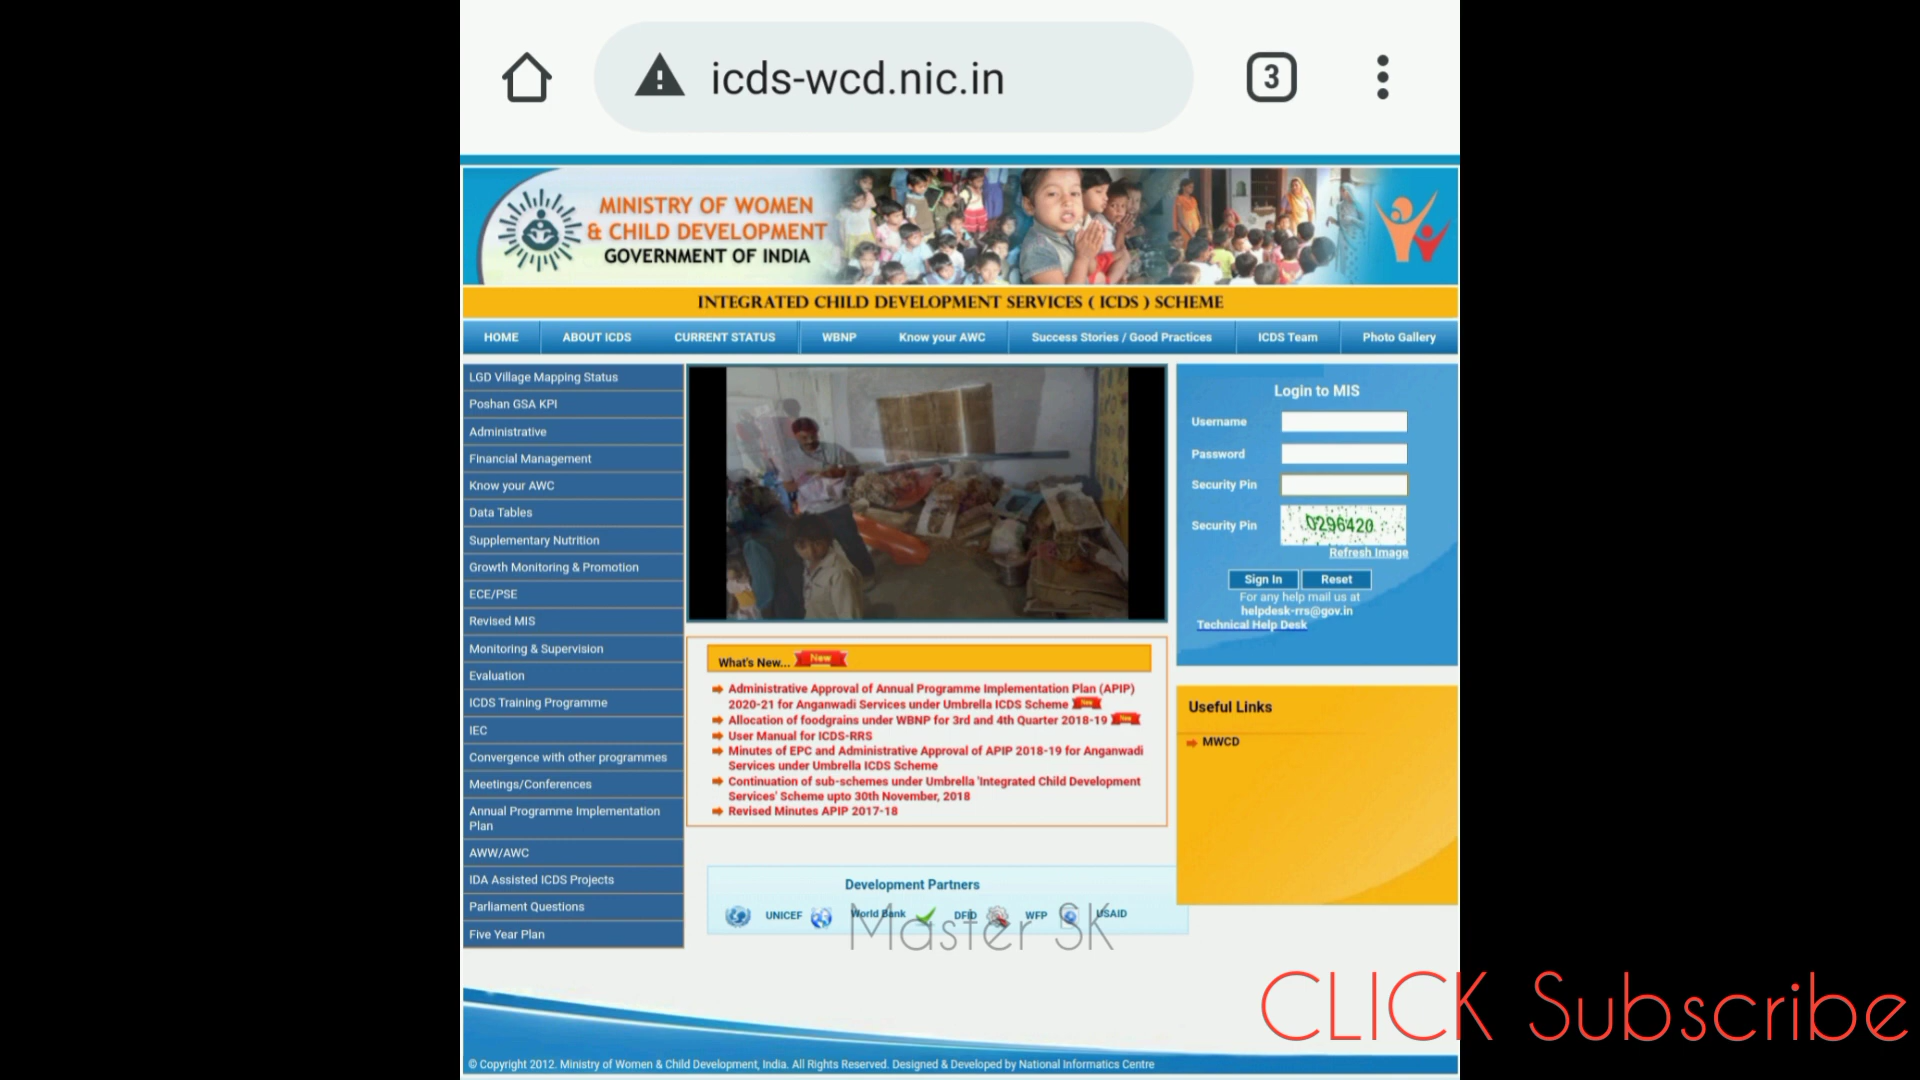 icds-wcd.nic.in
3
MINISTRY OF WOMEN
& CHILD DEVELOPMENT
GOVERNMENT OF INDIA
INTEGRATED CHILD DEVELOPMENT SERVICES ( ICDS ) SCHEME
HOME
ABOUT ICDS
CURRENT STATUS
WBNP
Know your AWC
Success Stories / Good Practices
ICDS Team
Photo Gallery
LGD Village Mapping Status
Poshan GSA KPI
Administrative
Financial Management
Know your AWC
Data Tables
Supplementary Nutrition
Growth Monitoring & Promotion
ECE/PSE
Revised MIS
Monitoring & Supervision
Evaluation
ICDS Training Programme
IEC
Convergence with other programmes
Meetings/Conferences
Annual Programme Implementation
Plan
AWW/AWC
IDA Assisted ICDS Projects
Parliament Questions
Five Year Plan
What's New... New
Administrative Approval of Annual Programme Implementation Plan (APIP)
2020-21 for Anganwadi Services under Umbrella ICDS Scheme New
Allocation of foodgrains under WBNP for 3rd and 4th Quarter 2018-19 New
User Manual for ICDS-RRS
Minutes of EPC and Administrative Approval of APIP 2018-19 for Anganwadi
Services under Umbrella ICDS Scheme
Continuation of sub-schemes under Umbrella 'Integrated Child Development
Services' Scheme upto 30th November, 2018
Revised Minutes APIP 2017-18
Development Partners
UNICEF
World Bank
DFID
WFP
USAID
Master SK
Login to MIS
Username
Password
Security Pin
Security Pin 0296420
Refresh Image
Sign In Reset
For any help mail us at
helpdesk-rrs@gov.in
Technical Help Desk
Useful Links
MWCD
CLICK Subscribe
© Copyright 2012. Ministry of Women & Child Development, India. All Rights Reserved. Designed & Developed by National Informatics Centre